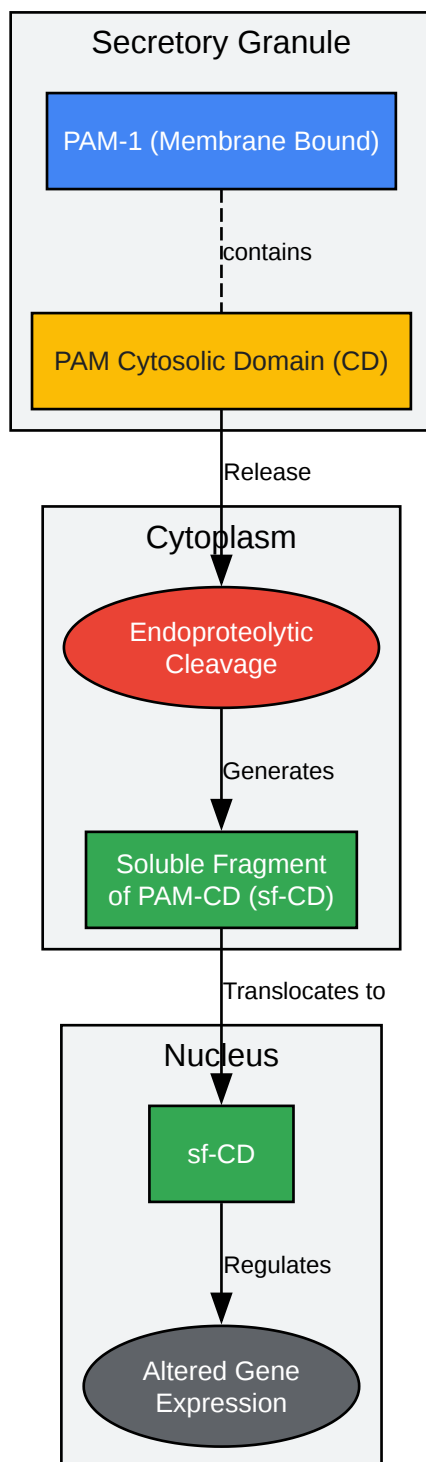 Secretory Granule
PAM-1 (Membrane Bound)
contains
PAM Cytosolic Domain (CD)
Release
Cytoplasm
Endoproteolytic
Cleavage
Generates
Soluble Fragment
of PAM-CD (sf-CD)
Translocates to
Nucleus
sf-CD
Regulates
Altered Gene
Expression